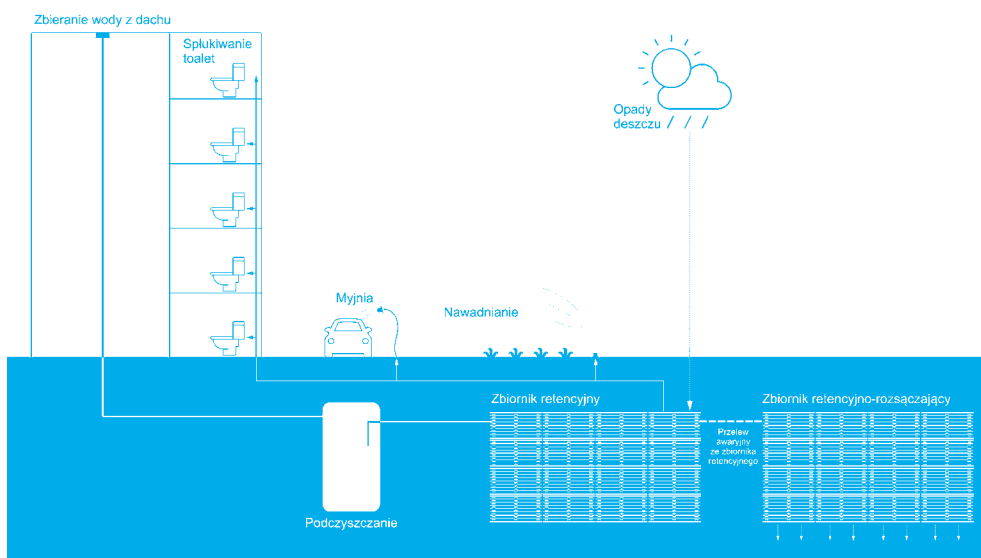 Zbieranie wody z dachu
Spłukiwanie
toalet
Opady
deszczu
Myjnia
Nawadnianie
Zbiornik retencyjny
Zbiornik retencyjno-rozsączający
Przelew
awaryjny
ze zbiornika
retencyjnego
Podczyszczanie